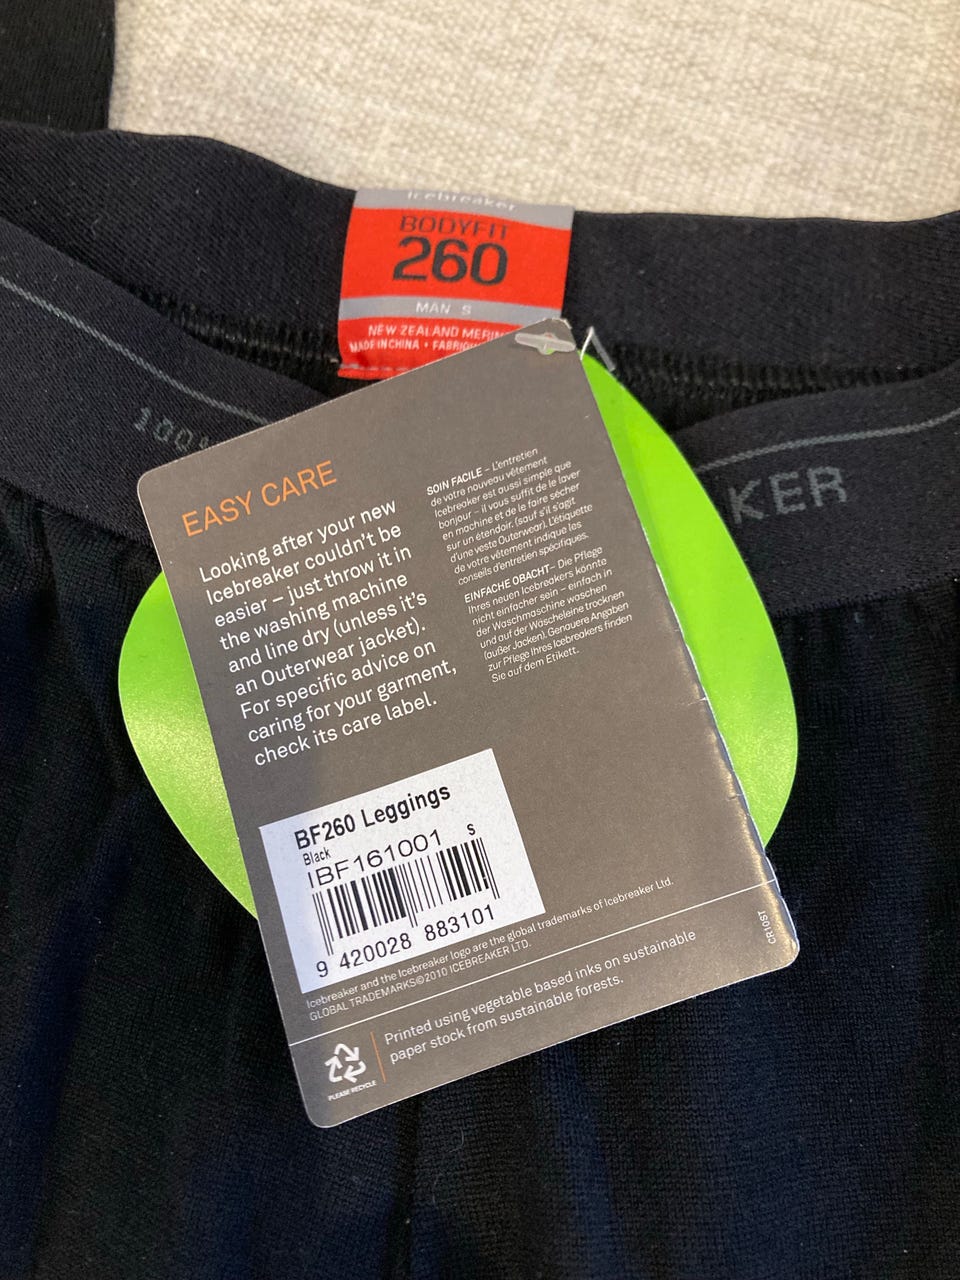 icebreaker
BODYFIT
260
MAN S
NEW ZEALAND
MADE IN CHINA •
100%
KER
EASY CARE
Looking after your new
Icebreaker couldn't be
easier – just throw it in
the washing machine
and line dry (unless it's
an Outerwear jacket).
For specific advice on
caring for your garment,
check its care label.
SOIN FACILE – L'entretien
de votre nouveau vêtement
Icebreaker est aussi simple que
bonjour – il vous suffit de le laver
en machine et de le faire sécher
sur un étendoir. (sauf s'il s'agit
d'une veste Outerwear). L'étiquette
de votre vêtement indique les
conseils d'entretien spécifiques.
EINFACHE OBACHT– Die Pflege
Ihres neuen Icebreakers könnte
nicht einfacher sein – einfach in
der Waschmaschine waschen
und auf der Wäscheleine trocknen
(außer Jacken). Genauere Angaben
zur Pflege Ihres Icebreakers finden
Sie auf dem Etikett.
BF260 Leggings
Black
S
IBF161001
9 420028 883101
Icebreaker and the Icebreaker logo are the global trademarks of Icebreaker Ltd.
GLOBAL TRADEMARKS©2010 ICEBREAKER LTD.
CR10ST
Printed using vegetable based inks on sustainable
paper stock from sustainable forests.
PLEASE RECYCLE